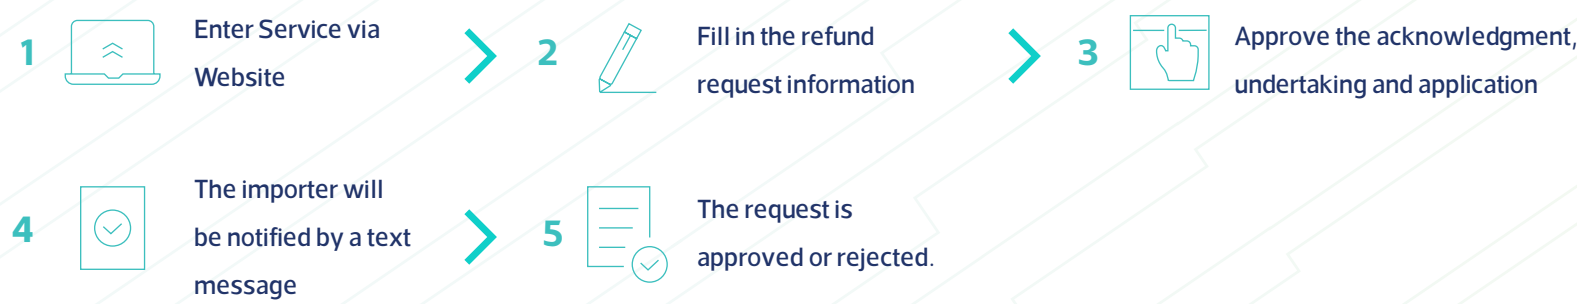 1
Enter Service via
Website
2
Fill in the refund
request information
3
Approve the acknowledgment,
undertaking and application
4
The importer will
be notified by a text
message
5
The request is
approved or rejected.